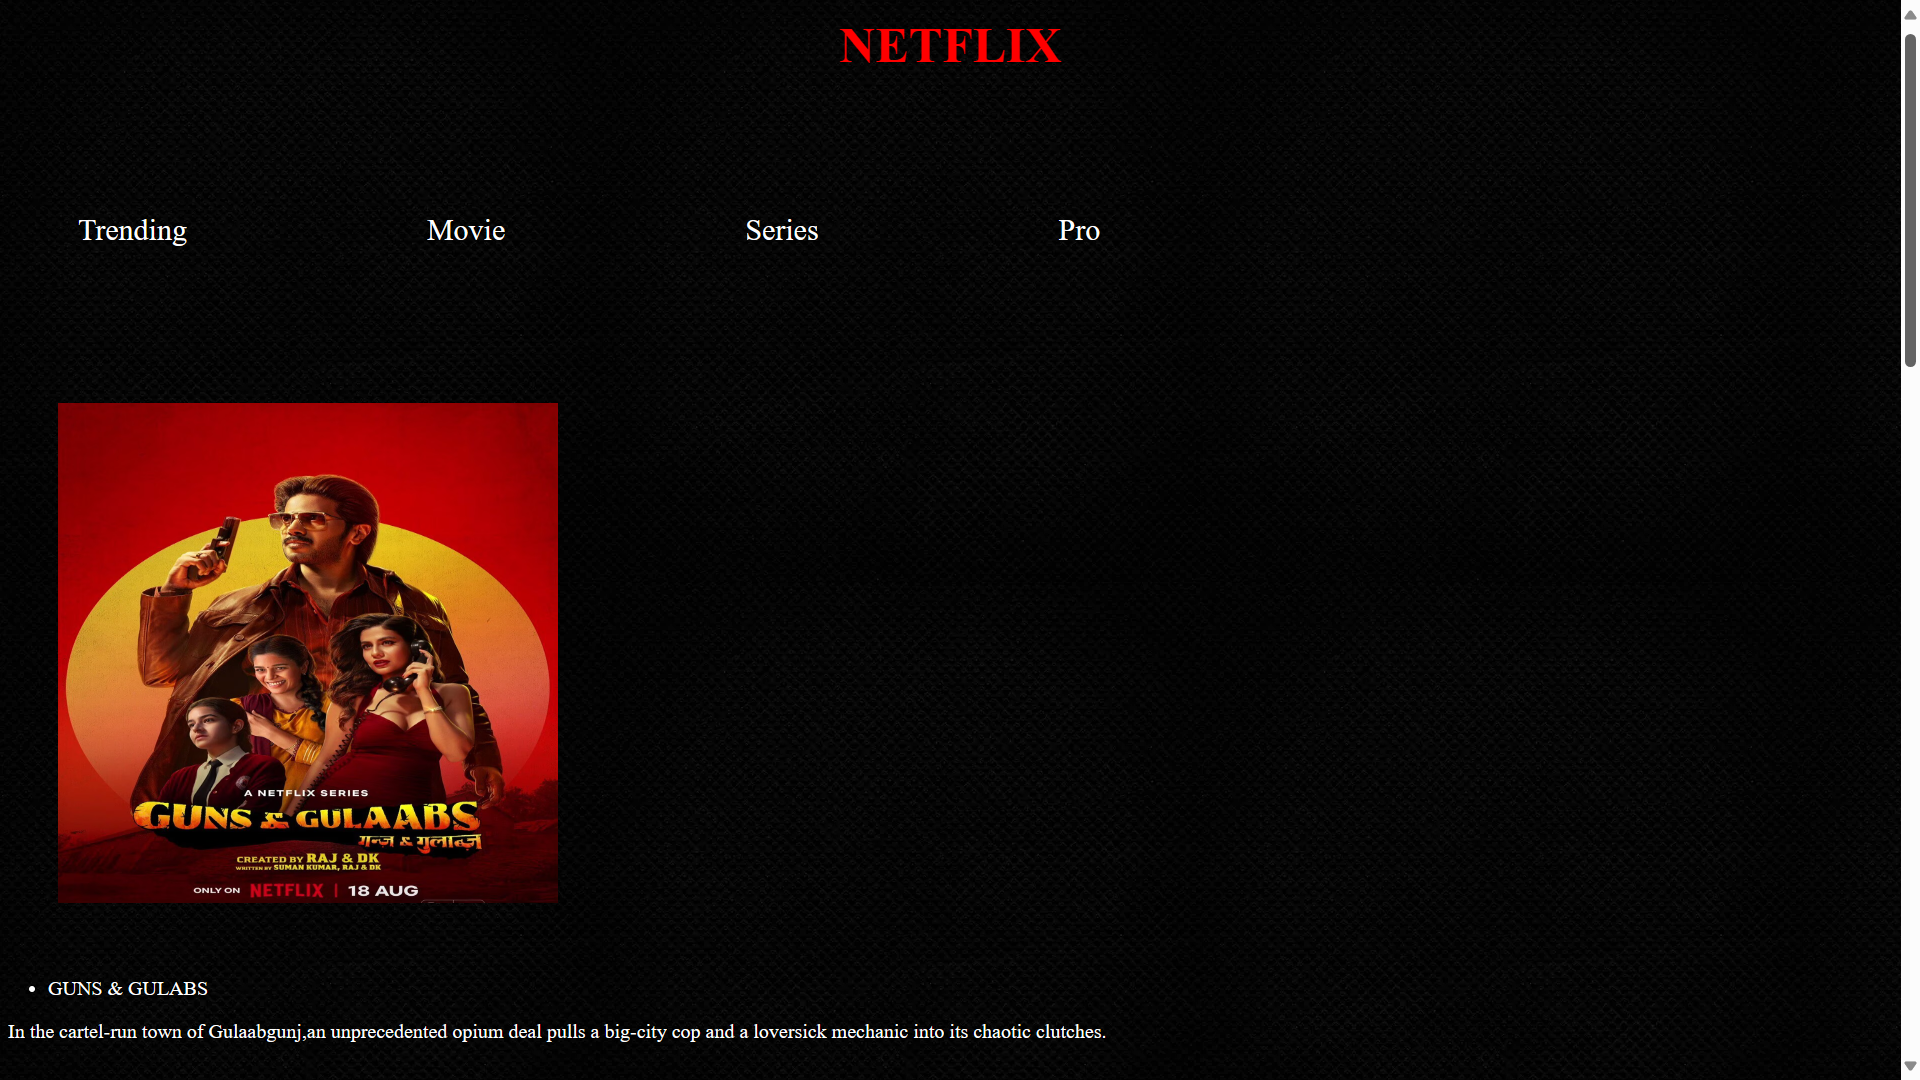 NETFLIX
Trending Movie Series Pro
A NETFLIX SERIES
GUNS & GULAABS
गन्ज़ & गुलाब्ज़
CREATED BY RAJ & DK
WRITTEN BY SUMAN KUMAR, RAJ & DK
ONLY ON NETFLIX | 18 AUG
• GUNS & GULABS
In the cartel-run town of Gulaabgunj,an unprecedented opium deal pulls a big-city cop and a loversick mechanic into its chaotic clutches.